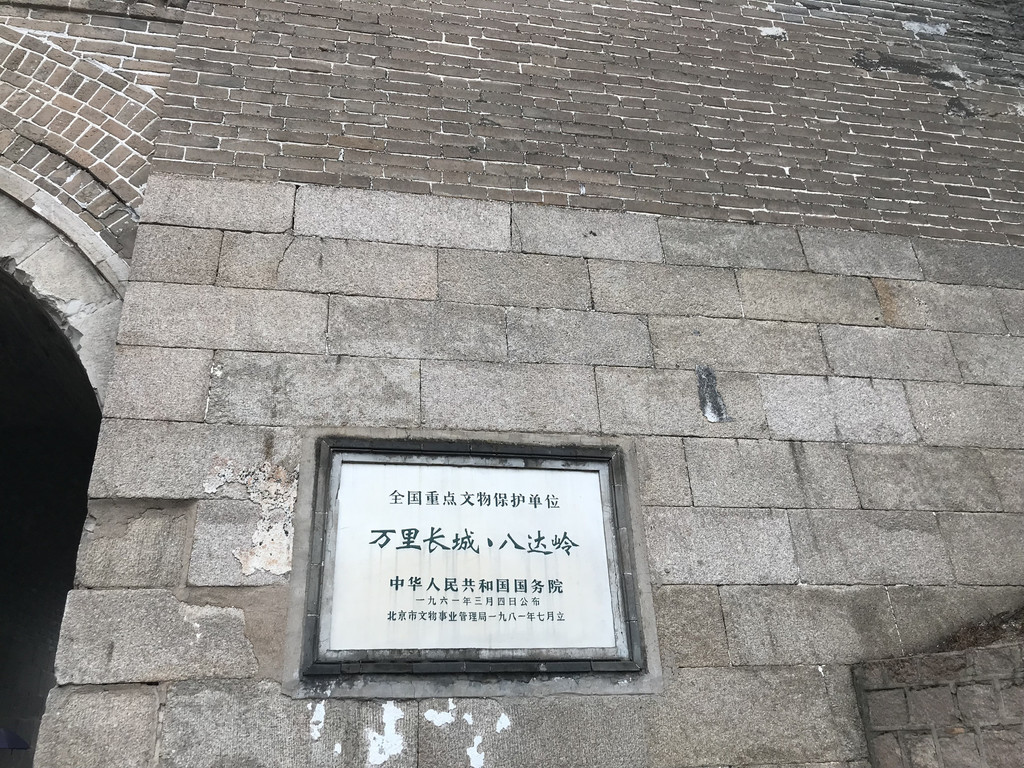 全国重点文物保护单位
万里长城、八达岭
中华人民共和国国务院
一九六一年三月四日公布
北京市文物事业管理局一九八一年七月立